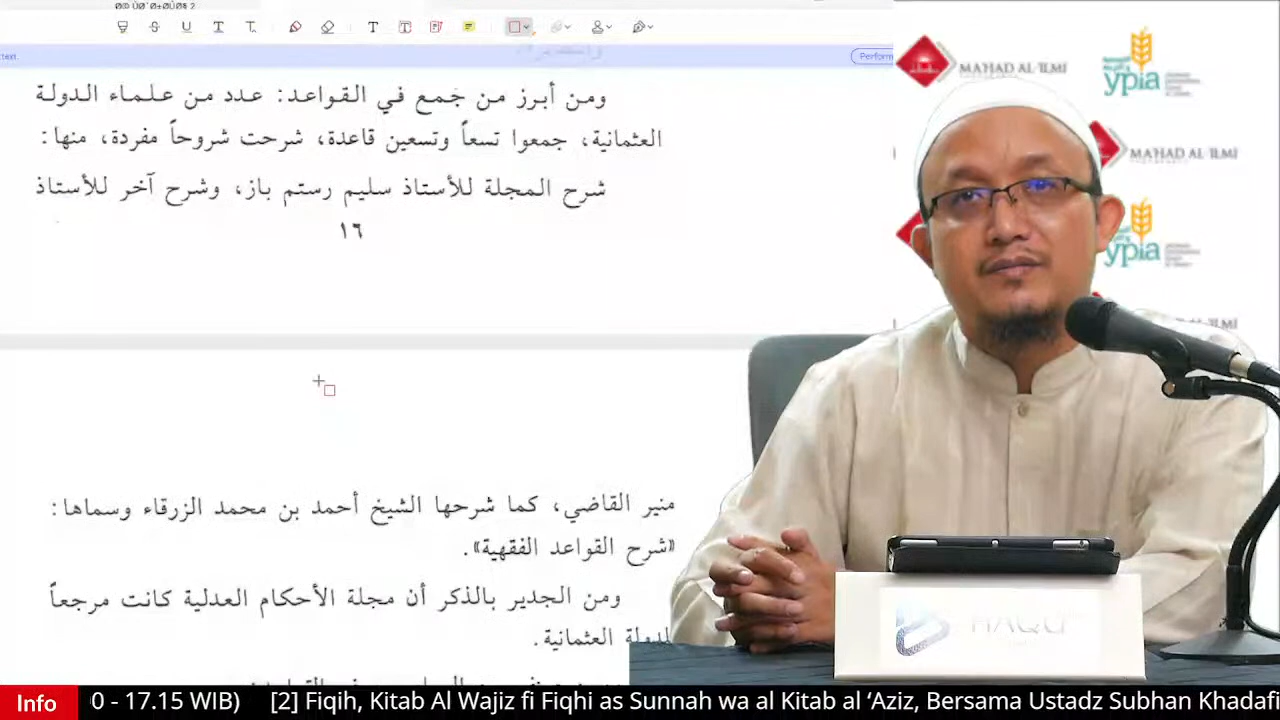 ومن أبرز من جمع في القواعد: عدد من علماء الدولة
العثمانية، جمعوا تسعاً وتسعين قاعدة، شرحت شروحاً مفردة، منها:
شرح المجلة للأستاذ سليم رستم باز، وشرح آخر للأستاذ
١٦
منير القاضي، كما شرحها الشيخ أحمد بن محمد الزرقاء وسماها:
«شرح القواعد الفقهية».
ومن الجدير بالذكر أن مجلة الأحكام العدلية كانت مرجعاً
للدولة العثمانية.
text.
Perform
MA'HAD AL-'ILMI
ypia
MA'HAD AL-'ILMI
ypia
HAQU
Info
0 - 17.15 WIB) [2] Fiqih, Kitab Al Wajiz fi Fiqhi as Sunnah wa al Kitab al ‘Aziz, Bersama Ustadz Subhan Khadafi